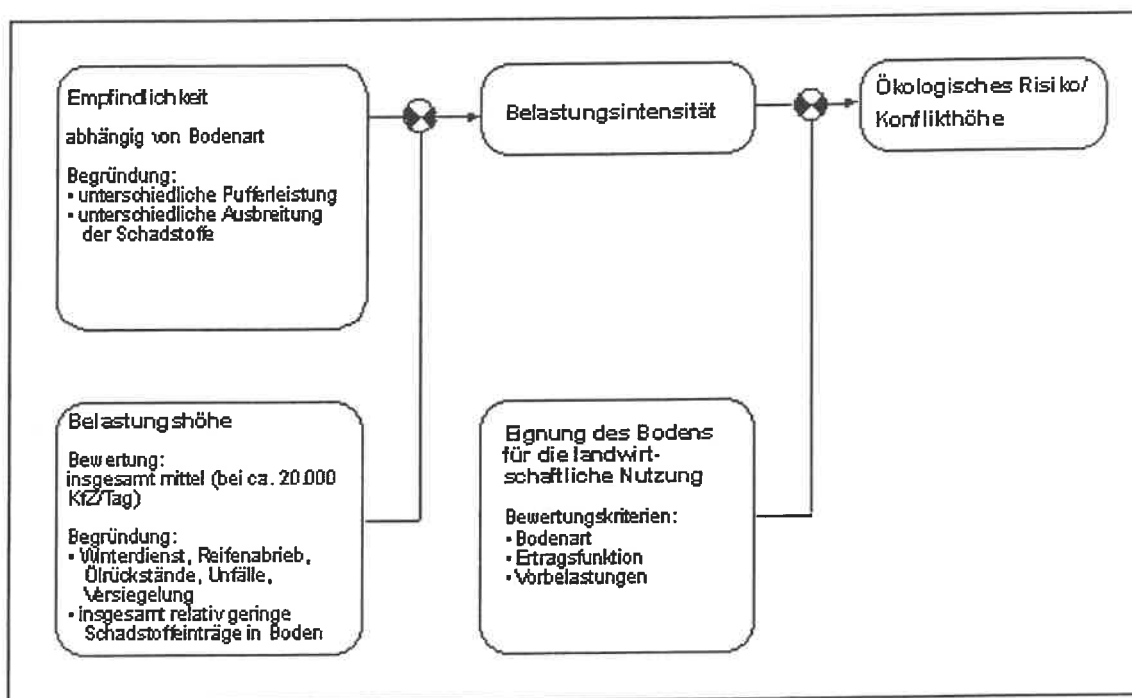 Empfindlichkeit
abhängig von Bodenart
Begründung:
• unterschiedliche Pufferleistung
• unterschiedliche Ausbreitung
der Schadstoffe
Belastungsintensität
Ökologisches Risiko/
Konflikthöhe
Belastungshöhe
Bewertung:
insgesamt mittel (bei ca. 20.000
KfZ/Tag)
Begründung:
• Winterdienst, Reifenabrieb,
Ölrückstände, Unfälle,
Versiegelung
• insgesamt relativ geringe
Schadstoffeinträge in Boden
Eignung des Bodens
für die landwirt-
schaftliche Nutzung
Bewertungskriterien:
• Bodenart
• Ertragsfunktion
• Vorbelastungen